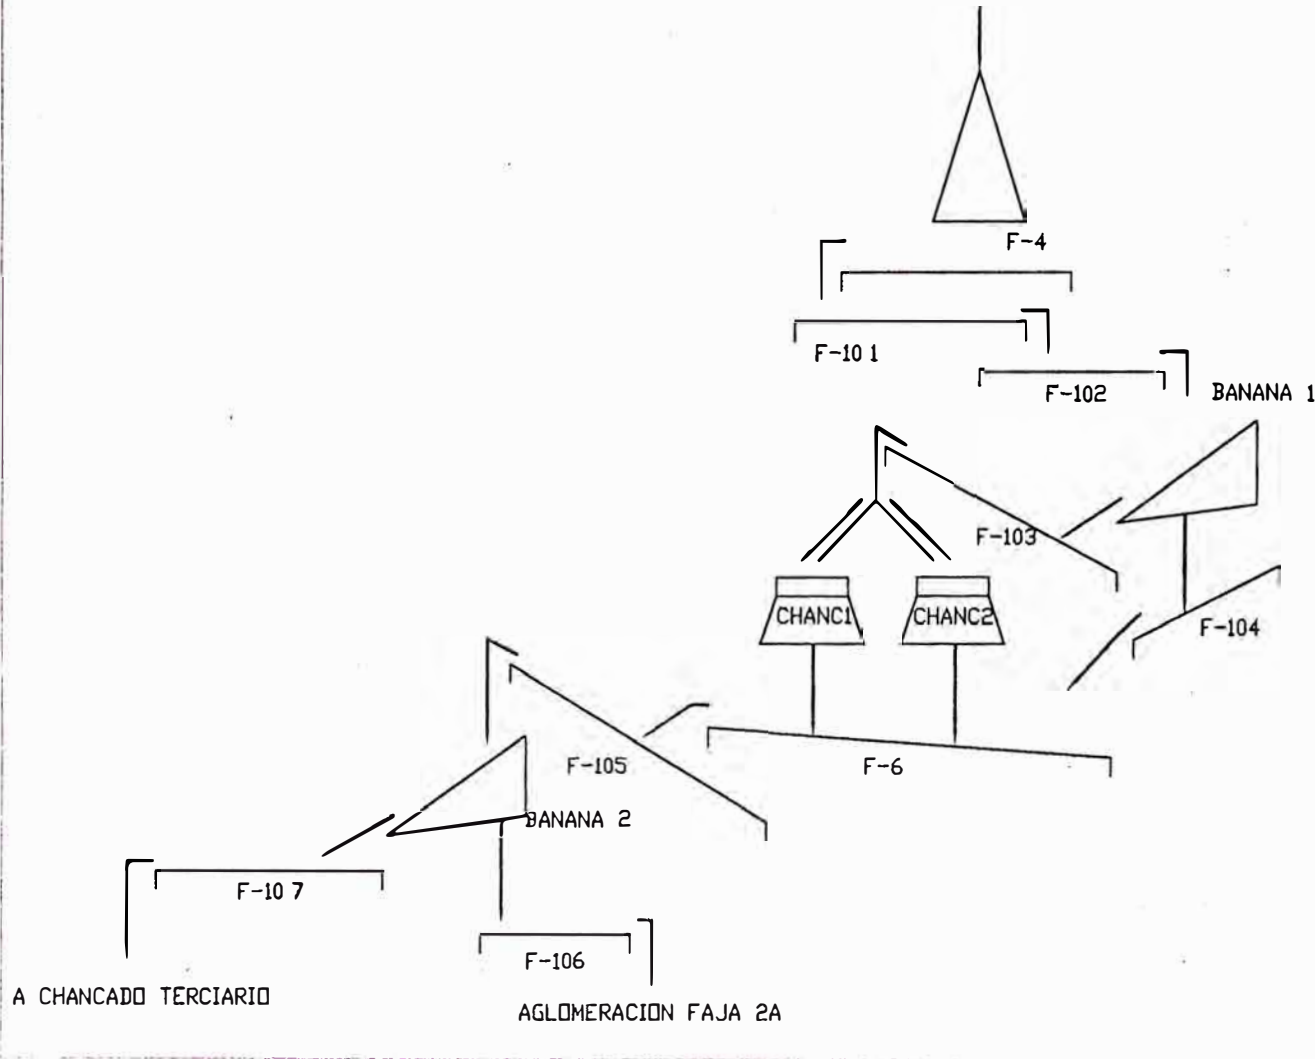 F-4
F-10 1
F-102
BANANA 1
F-103
CHANC1
CHANC2
F-104
F-105
F-6
BANANA 2
F-10 7
F-106
A CHANCADO TERCIARIO
AGLOMERACION FAJA 2A